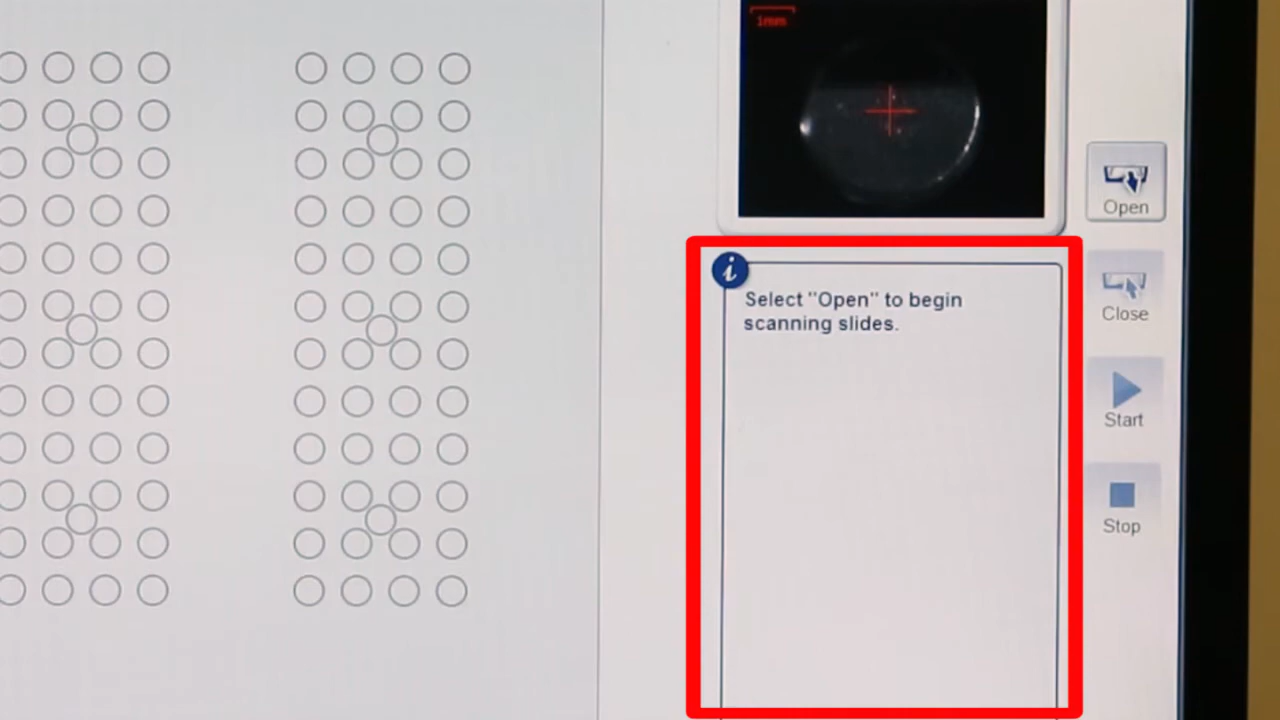 1mm
Open
i
Select "Open" to begin
scanning slides.
Close
Start
Stop